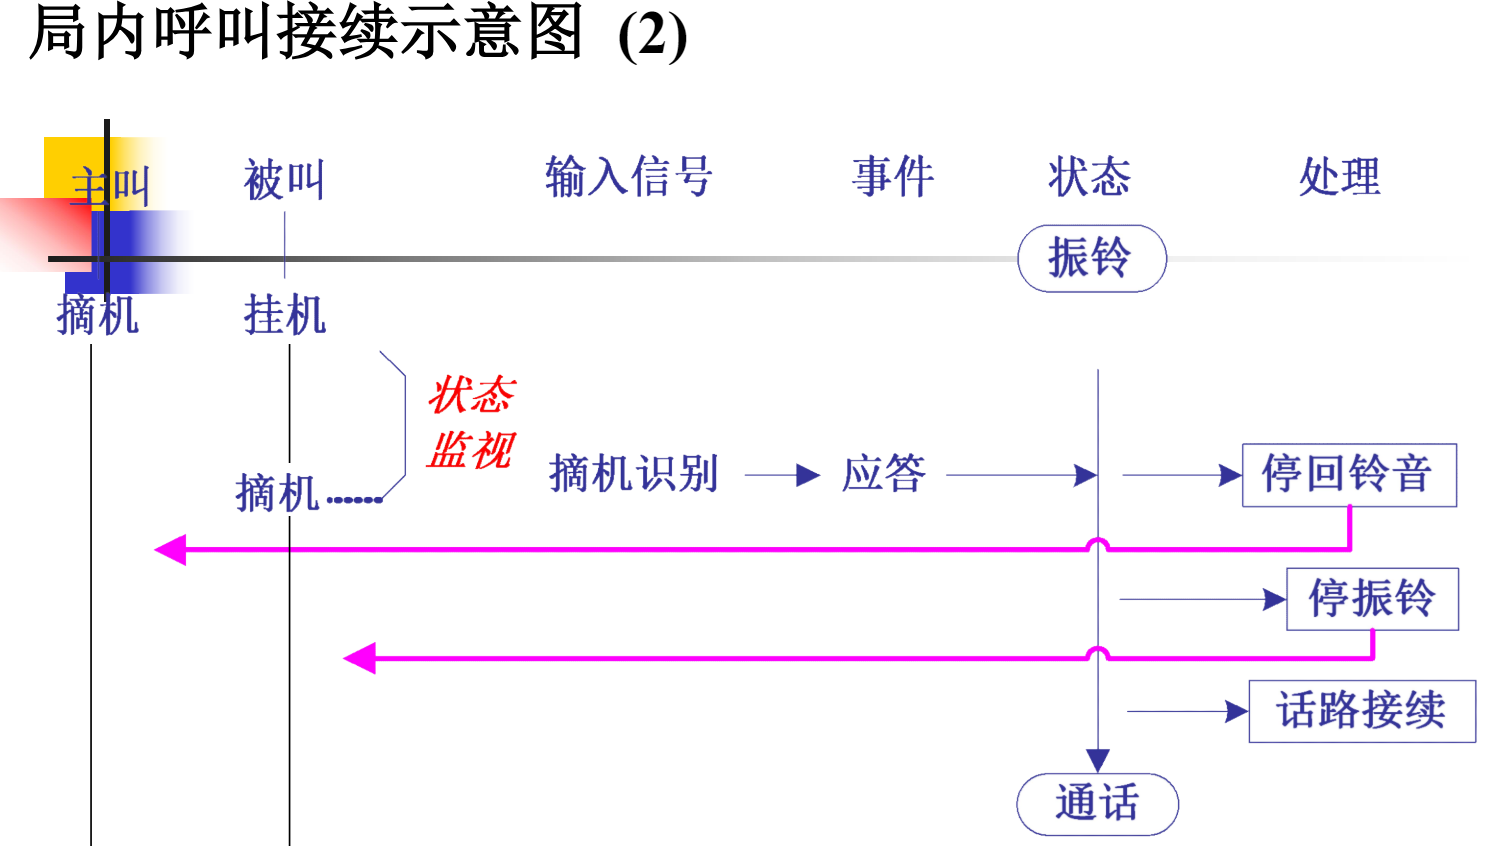 局内呼叫接续示意图 (2)
主叫 被叫 输入信号 事件 状态 处理
振铃
摘机 挂机
状态
监视
摘机识别 应答 停回铃音
摘机
停振铃
话路接续
通话